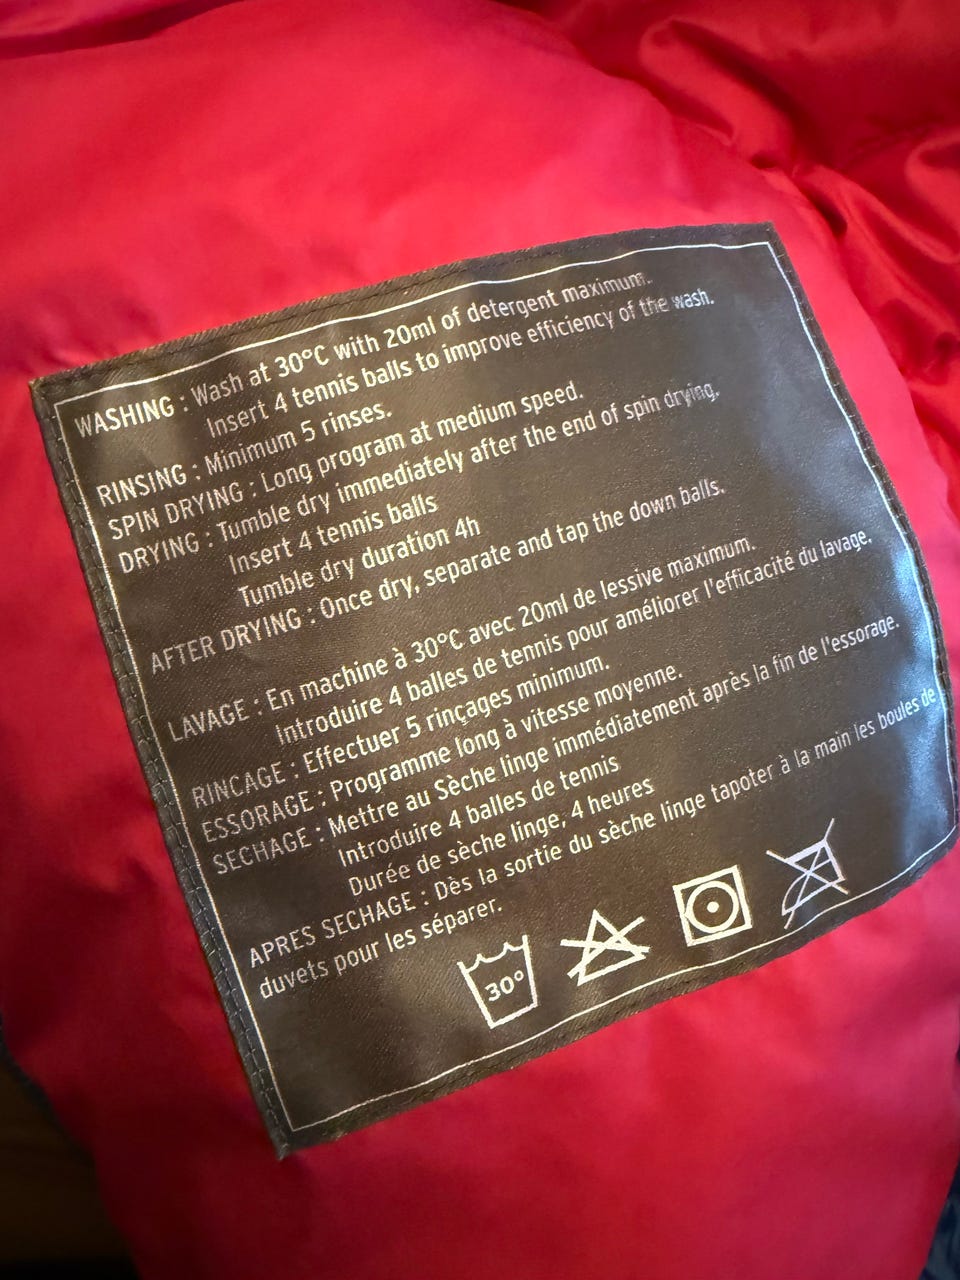 WASHING : Wash at 30°C with 20ml of detergent maximum.
Insert 4 tennis balls to improve efficiency of the wash.
RINSING : Minimum 5 rinses.
SPIN DRYING : Long program at medium speed.
DRYING : Tumble dry immediately after the end of spin drying.
Insert 4 tennis balls
Tumble dry duration 4h
AFTER DRYING : Once dry, separate and tap the down balls.
LAVAGE : En machine à 30°C avec 20ml de lessive maximum.
Introduire 4 balles de tennis pour améliorer l'efficacité du lavage.
RINCAGE : Effectuer 5 rinçages minimum.
ESSORAGE : Programme long à vitesse moyenne.
SECHAGE : Mettre au Sèche linge immédiatement après la fin de l'essorage.
Introduire 4 balles de tennis
Durée de sèche linge, 4 heures
APRES SECHAGE : Dès la sortie du sèche linge tapoter à la main les boules de
duvets pour les séparer.
30°